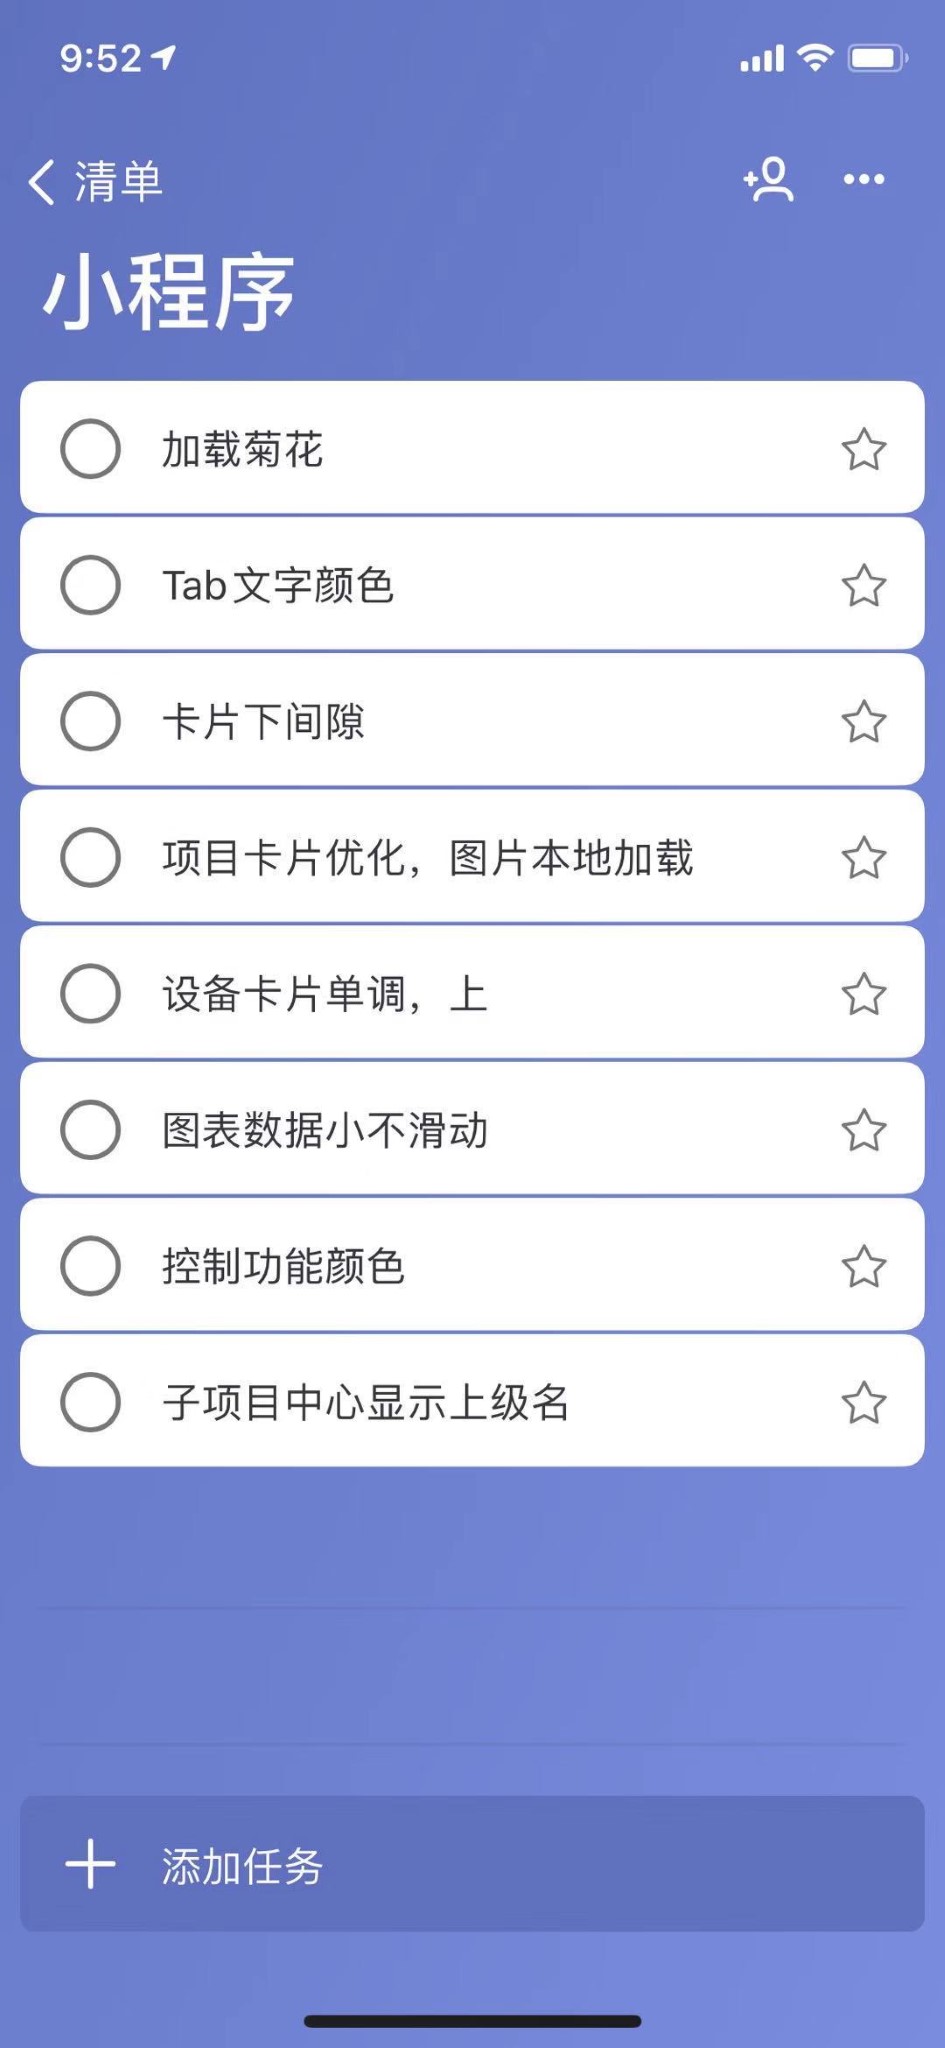 9:52
清单
小程序
加载菊花
Tab文字颜色
卡片下间隙
项目卡片优化，图片本地加载
设备卡片单调，上
图表数据小不滑动
控制功能颜色
子项目中心显示上级名
添加任务